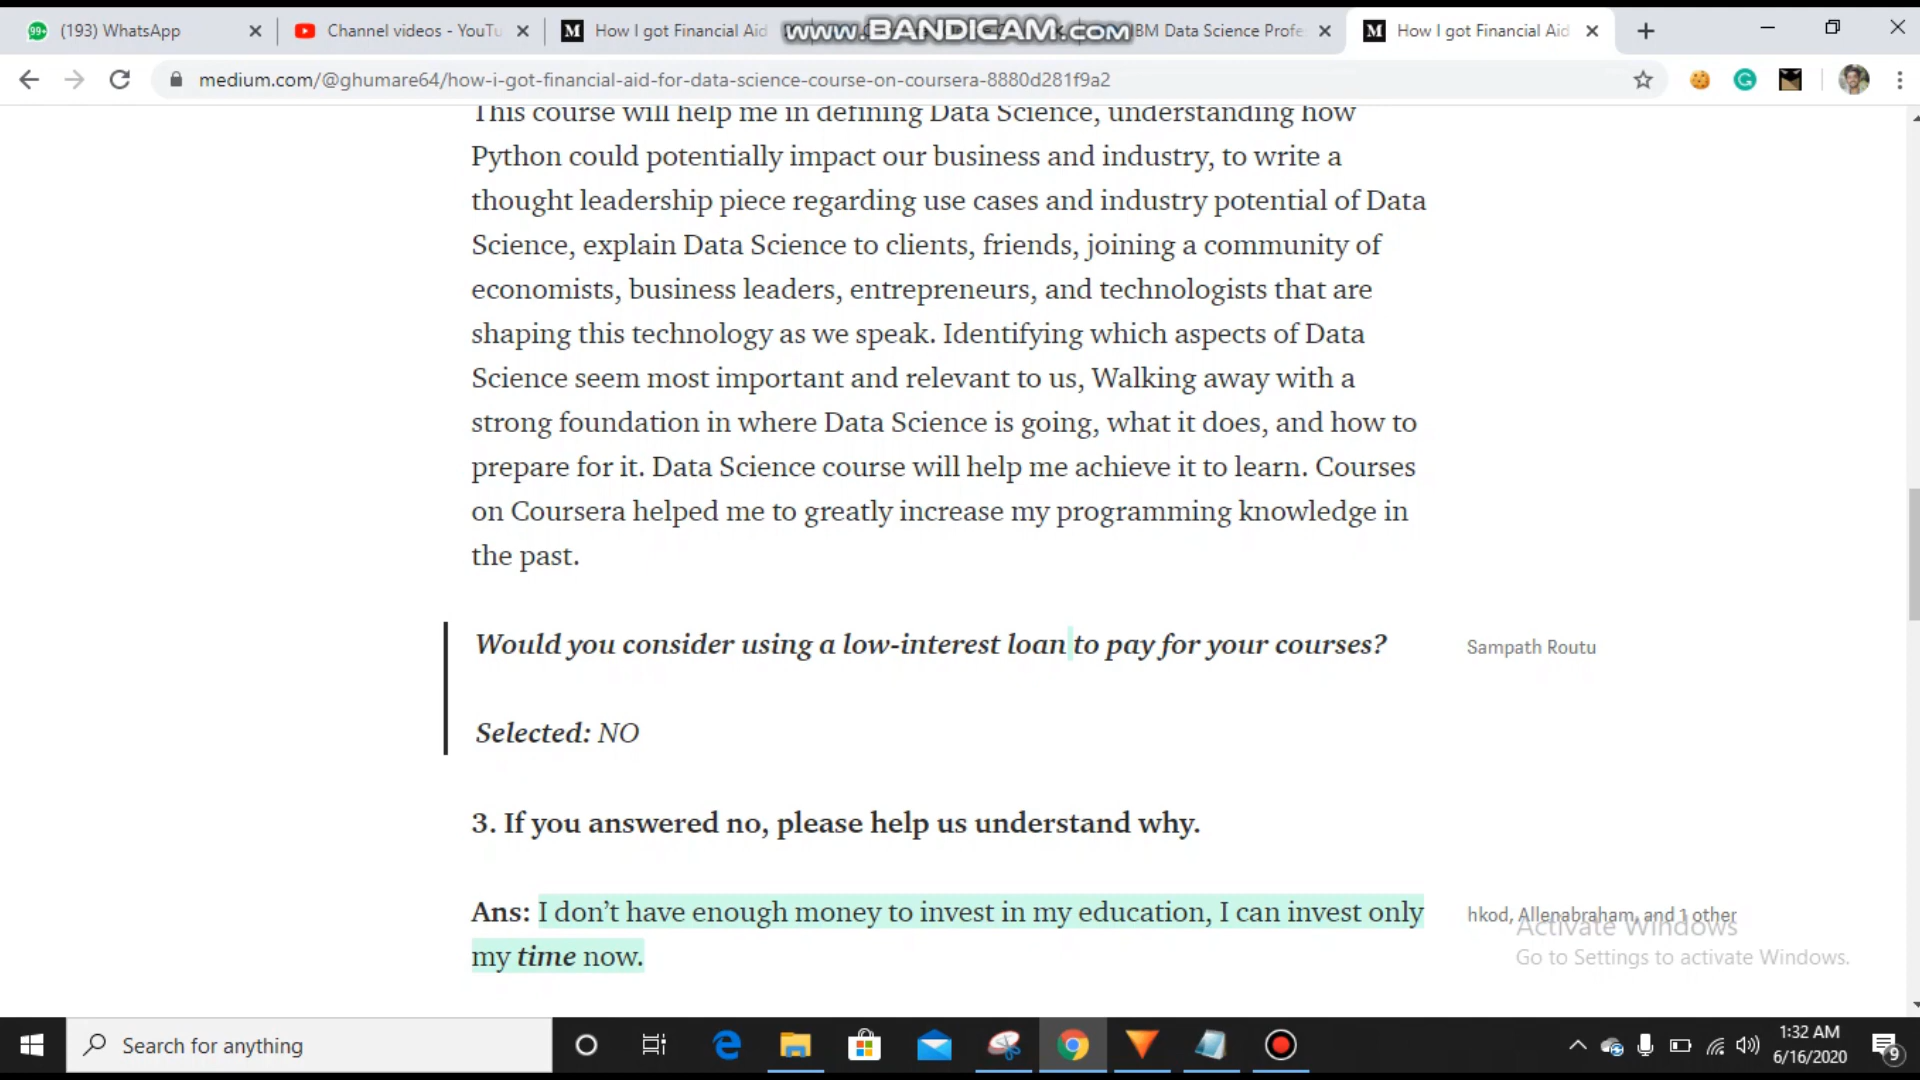 (193) WhatsApp
Channel videos - YouTu
How I got Financial Aid
www.BANDICAM.com
IBM Data Science Profe
How I got Financial Aid
medium.com/@ghumare64/how-i-got-financial-aid-for-data-science-course-on-coursera-8880d281f9a2
This course will help me in defining Data Science, understanding how
Python could potentially impact our business and industry, to write a
thought leadership piece regarding use cases and industry potential of Data
Science, explain Data Science to clients, friends, joining a community of
economists, business leaders, entrepreneurs, and technologists that are
shaping this technology as we speak. Identifying which aspects of Data
Science seem most important and relevant to us, Walking away with a
strong foundation in where Data Science is going, what it does, and how to
prepare for it. Data Science course will help me achieve it to learn. Courses
on Coursera helped me to greatly increase my programming knowledge in
the past.
Would you consider using a low-interest loan to pay for your courses?
Sampath Routu
Selected: NO
3. If you answered no, please help us understand why.
Ans: I don’t have enough money to invest in my education, I can invest only
my time now.
hkod, Allenabraham, and 1 other
Activate Windows
Go to Settings to activate Windows.
Search for anything
1:32 AM
6/16/2020
9